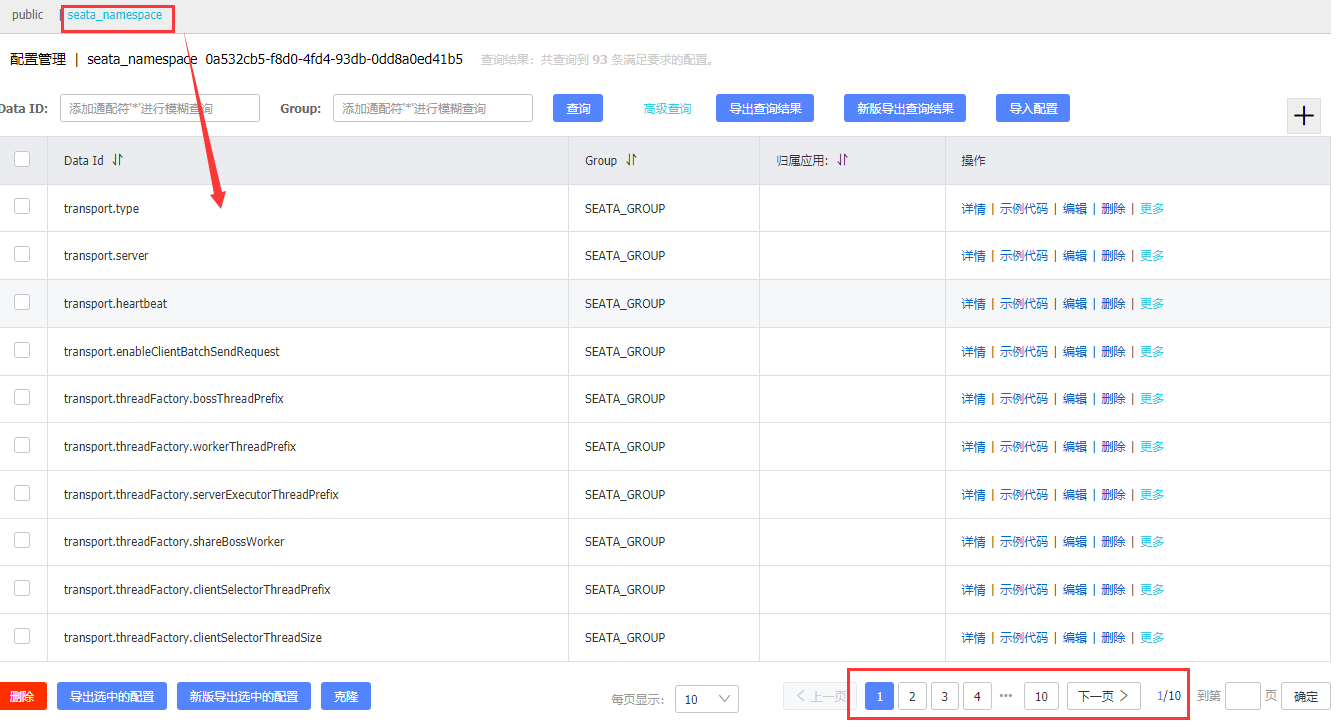 public seata_namespace
配置管理 | seata_namespace 0a532cb5-f8d0-4fd4-93db-0dd8a0ed41b5 查询结果：共查询到 93 条满足要求的配置。
Data ID: 添加通配符'*'进行模糊查询 Group: 添加通配符'*'进行模糊查询 查询 高级查询 导出查询结果 新版导出查询结果 导入配置 +
Data Id Group 归属应用: 操作
transport.type SEATA_GROUP 详情 | 示例代码 | 编辑 | 删除 | 更多
transport.server SEATA_GROUP 详情 | 示例代码 | 编辑 | 删除 | 更多
transport.heartbeat SEATA_GROUP 详情 | 示例代码 | 编辑 | 删除 | 更多
transport.enableClientBatchSendRequest SEATA_GROUP 详情 | 示例代码 | 编辑 | 删除 | 更多
transport.threadFactory.bossThreadPrefix SEATA_GROUP 详情 | 示例代码 | 编辑 | 删除 | 更多
transport.threadFactory.workerThreadPrefix SEATA_GROUP 详情 | 示例代码 | 编辑 | 删除 | 更多
transport.threadFactory.serverExecutorThreadPrefix SEATA_GROUP 详情 | 示例代码 | 编辑 | 删除 | 更多
transport.threadFactory.shareBossWorker SEATA_GROUP 详情 | 示例代码 | 编辑 | 删除 | 更多
transport.threadFactory.clientSelectorThreadPrefix SEATA_GROUP 详情 | 示例代码 | 编辑 | 删除 | 更多
transport.threadFactory.clientSelectorThreadSize SEATA_GROUP 详情 | 示例代码 | 编辑 | 删除 | 更多
删除 导出选中的配置 新版导出选中的配置 克隆 每页显示: 10 上一页 1 2 3 4 ••• 10 下一页 1/10 到第 页 确定